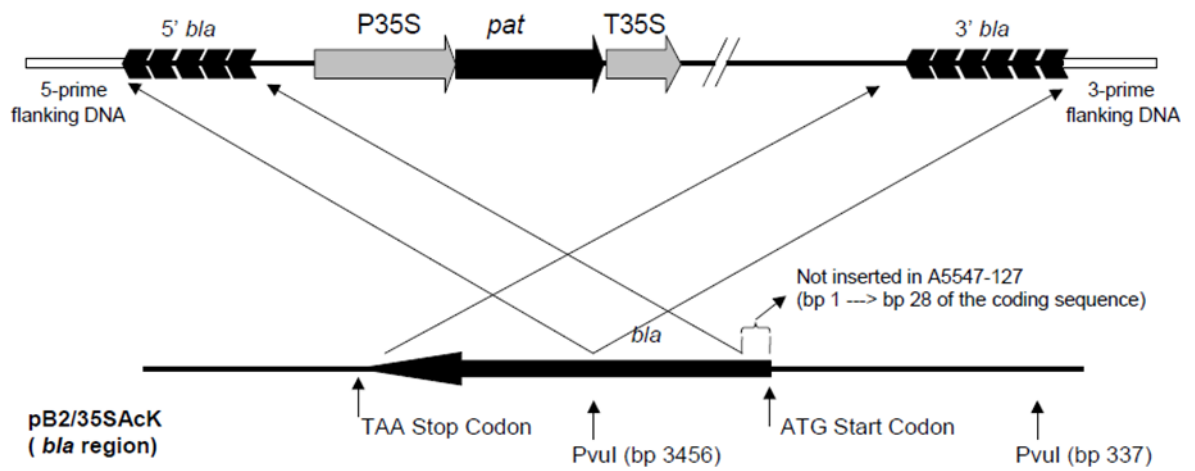 5' bla
P35S
pat
T35S
3' bla
5-prime
flanking DNA
3-prime
flanking DNA
Not inserted in A5547-127
(bp 1 ---> bp 28 of the coding sequence)
bla
pB2/35SAcK
( bla region)
TAA Stop Codon
PvuI (bp 3456)
ATG Start Codon
PvuI (bp 337)